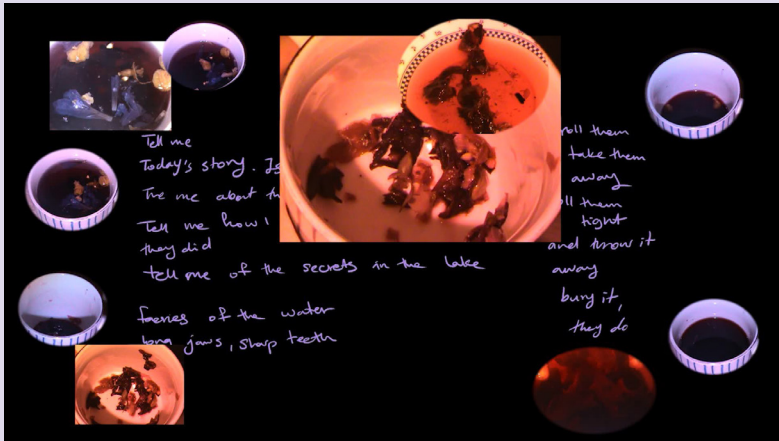 Tell me
Today's story.
me about
Tell me how
they did
tell me of the secrets in the lake
faeries of the water
long jaws, sharp teeth
roll them
take them
away
them
tight
and throw it
away
bury it,
they do